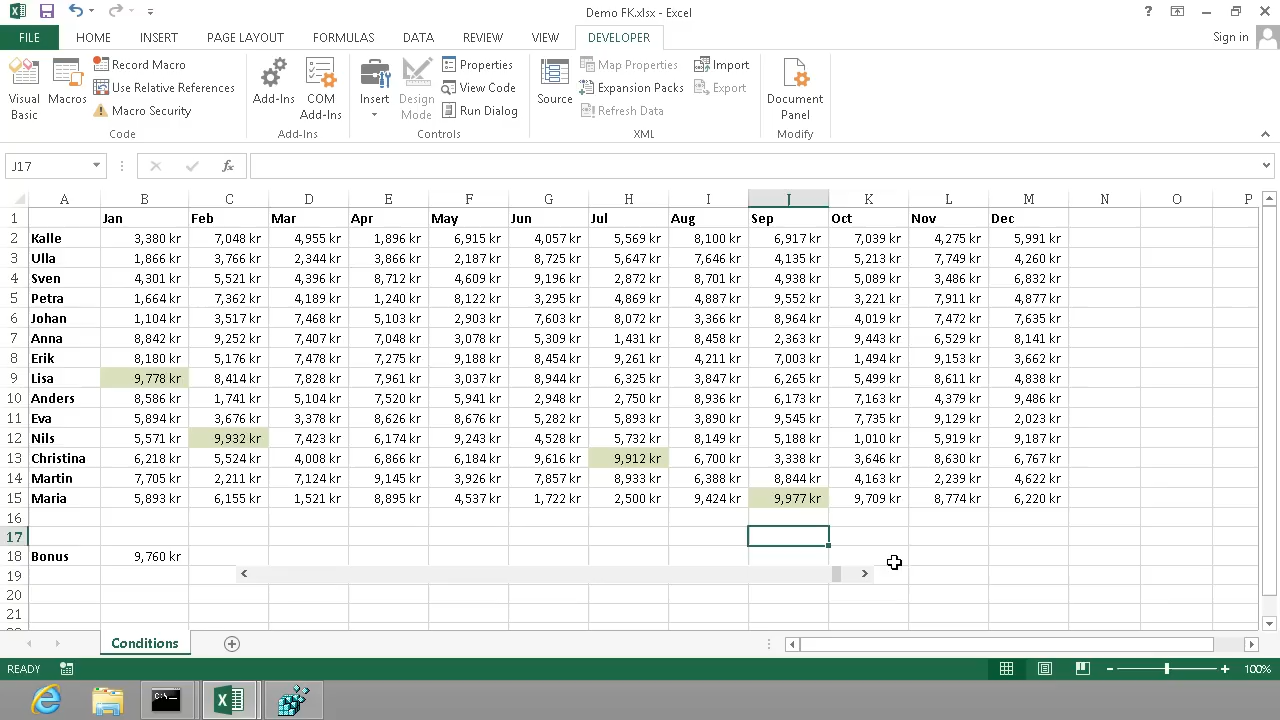 Demo FK.xlsx - Excel
FILE HOME INSERT PAGE LAYOUT FORMULAS DATA REVIEW VIEW DEVELOPER Sign in
Visual Basic
Macros
Record Macro
Use Relative References
Macro Security
Code
Add-Ins
COM Add-Ins
Add-Ins
Insert
Design Mode
Properties
View Code
Run Dialog
Controls
Source
Map Properties
Expansion Packs
Refresh Data
Import
Export
XML
Document Panel
Modify
J17 fx
A B C D E F G H I J K L M N O P
1 Jan Feb Mar Apr May Jun Jul Aug Sep Oct Nov Dec
2 Kalle 3,380 kr 7,048 kr 4,955 kr 1,896 kr 6,915 kr 4,057 kr 5,569 kr 8,100 kr 6,917 kr 7,039 kr 4,275 kr 5,991 kr
3 Ulla 1,866 kr 3,766 kr 2,344 kr 3,866 kr 2,187 kr 8,725 kr 5,647 kr 7,646 kr 4,135 kr 5,213 kr 7,749 kr 4,260 kr
4 Sven 4,301 kr 5,521 kr 4,396 kr 8,712 kr 4,609 kr 9,196 kr 2,872 kr 8,701 kr 4,938 kr 5,089 kr 3,486 kr 6,832 kr
5 Petra 1,664 kr 7,362 kr 4,189 kr 1,240 kr 8,122 kr 3,295 kr 4,869 kr 4,887 kr 9,552 kr 3,221 kr 7,911 kr 4,877 kr
6 Johan 1,104 kr 3,517 kr 7,468 kr 5,103 kr 2,903 kr 7,603 kr 8,072 kr 3,366 kr 8,964 kr 4,019 kr 7,472 kr 7,635 kr
7 Anna 8,842 kr 9,252 kr 7,407 kr 7,048 kr 3,078 kr 5,309 kr 1,431 kr 8,458 kr 2,363 kr 9,443 kr 6,529 kr 8,141 kr
8 Erik 8,180 kr 5,176 kr 7,478 kr 7,275 kr 9,188 kr 8,454 kr 9,261 kr 4,211 kr 7,003 kr 1,494 kr 9,153 kr 3,662 kr
9 Lisa 9,778 kr 8,414 kr 7,828 kr 7,961 kr 3,037 kr 8,944 kr 6,325 kr 3,847 kr 6,265 kr 5,499 kr 8,611 kr 4,838 kr
10 Anders 8,586 kr 1,741 kr 5,104 kr 7,520 kr 5,941 kr 2,948 kr 2,750 kr 8,936 kr 6,173 kr 7,163 kr 4,379 kr 9,486 kr
11 Eva 5,894 kr 3,676 kr 3,378 kr 8,626 kr 8,676 kr 5,282 kr 5,893 kr 3,890 kr 9,545 kr 7,735 kr 9,129 kr 2,023 kr
12 Nils 5,571 kr 9,932 kr 7,423 kr 6,174 kr 9,243 kr 4,528 kr 5,732 kr 8,149 kr 5,188 kr 1,010 kr 5,919 kr 9,187 kr
13 Christina 6,218 kr 5,524 kr 4,008 kr 6,866 kr 6,184 kr 9,616 kr 9,912 kr 6,700 kr 3,338 kr 3,646 kr 8,630 kr 6,767 kr
14 Martin 7,705 kr 2,211 kr 7,124 kr 9,145 kr 3,926 kr 7,857 kr 8,933 kr 6,388 kr 8,844 kr 4,163 kr 2,239 kr 4,622 kr
15 Maria 5,893 kr 6,155 kr 1,521 kr 8,895 kr 4,537 kr 1,722 kr 2,500 kr 9,424 kr 9,977 kr 9,709 kr 8,774 kr 6,220 kr
16
17
18 Bonus 9,760 kr
19
20
21
Conditions
READY 100%